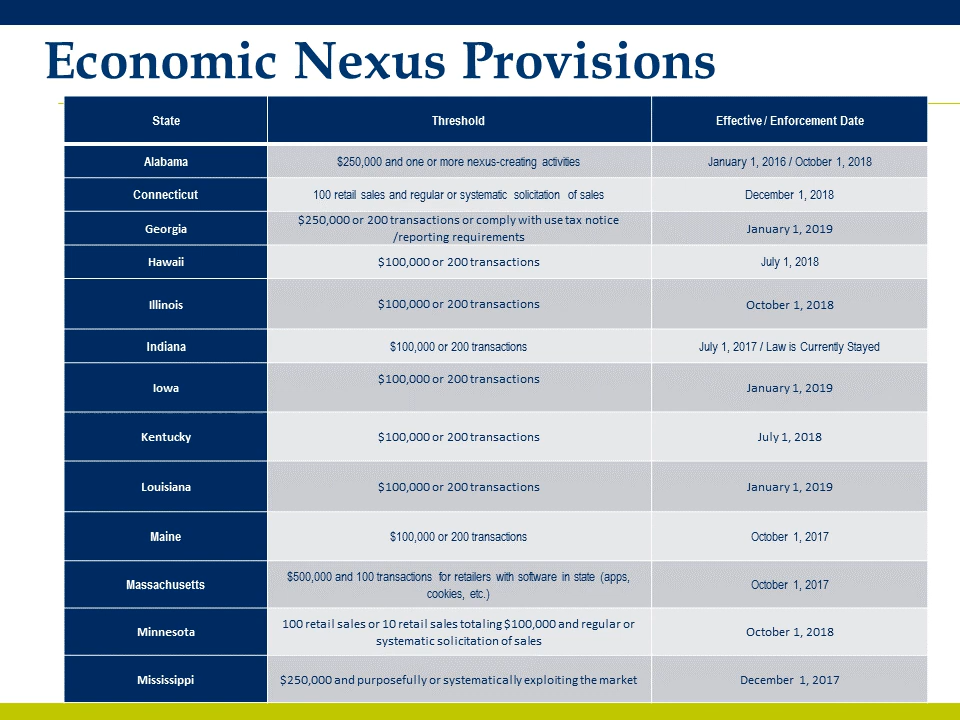 Economic Nexus Provisions
State Threshold Effective / Enforcement Date
Alabama $250,000 and one or more nexus-creating activities January 1, 2016 / October 1, 2018
Connecticut 100 retail sales and regular or systematic solicitation of sales December 1, 2018
Georgia $250,000 or 200 transactions or comply with use tax notice
/reporting requirements January 1, 2019
Hawaii $100,000 or 200 transactions July 1, 2018
Illinois $100,000 or 200 transactions October 1, 2018
Indiana $100,000 or 200 transactions July 1, 2017 / Law is Currently Stayed
Iowa $100,000 or 200 transactions January 1, 2019
Kentucky $100,000 or 200 transactions July 1, 2018
Louisiana $100,000 or 200 transactions January 1, 2019
Maine $100,000 or 200 transactions October 1, 2017
Massachusetts $500,000 and 100 transactions for retailers with software in state (apps,
cookies, etc.) October 1, 2017
Minnesota 100 retail sales or 10 retail sales totaling $100,000 and regular or
systematic solicitation of sales October 1, 2018
Mississippi $250,000 and purposefully or systematically exploiting the market December 1, 2017